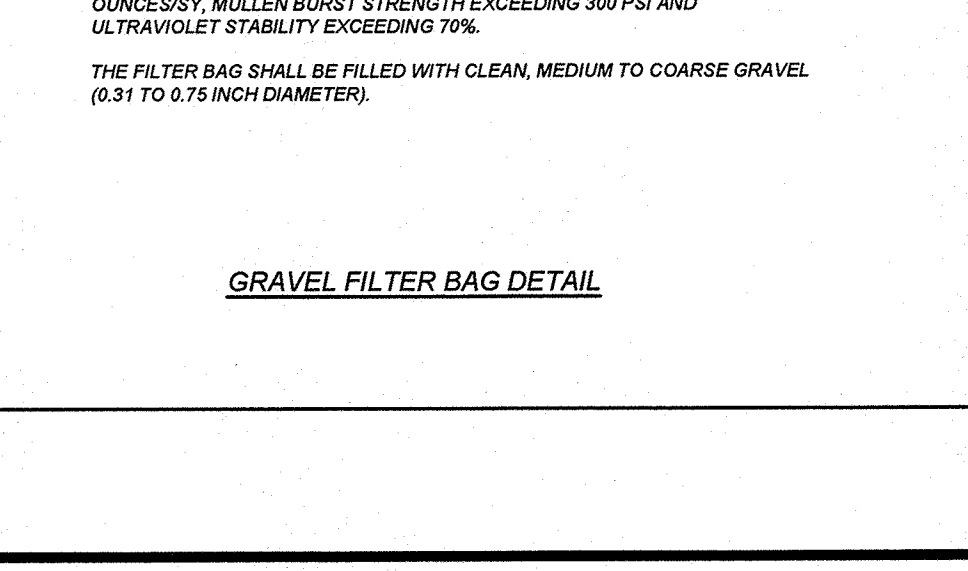 OUNCES/SY, MULLEN BURST STRENGTH EXCEEDING 300 PSI AND
ULTRAVIOLET STABILITY EXCEEDING 70%.
THE FILTER BAG SHALL BE FILLED WITH CLEAN, MEDIUM TO COARSE GRAVEL
(0.31 TO 0.75 INCH DIAMETER).
GRAVEL FILTER BAG DETAIL